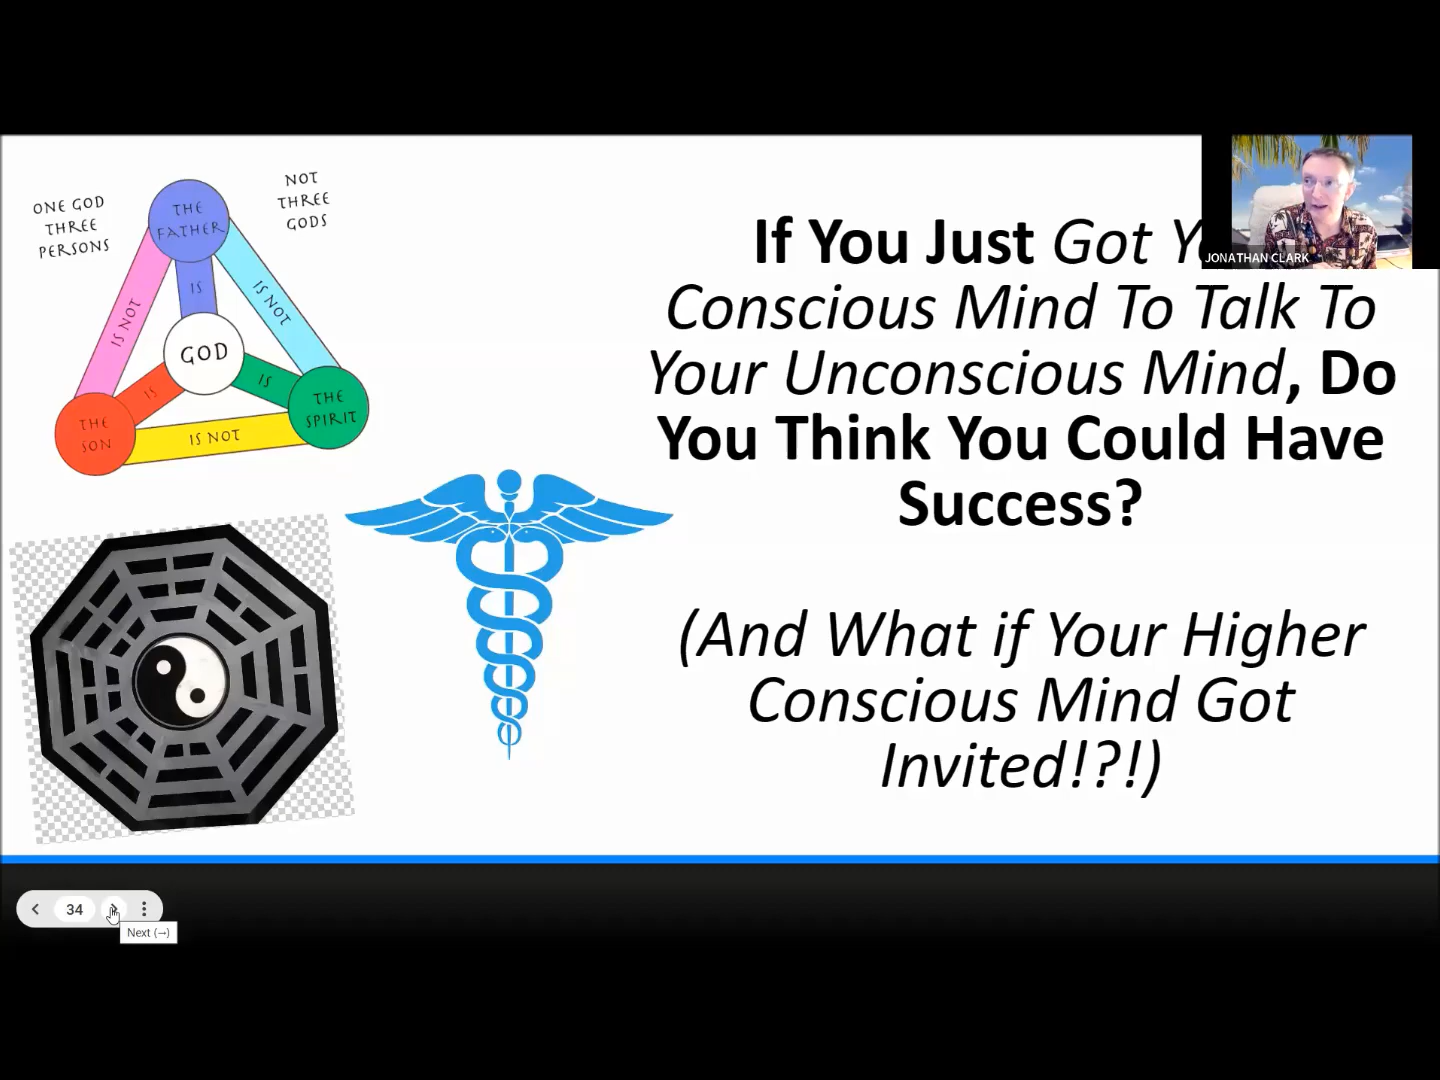 ONE GOD
THREE
PERSONS
NOT
THREE
GODS
THE
FATHER
IS NOT
IS
IS NOT
GOD
IS
IS
THE
SON
IS NOT
THE
SPIRIT
If You Just Got
Conscious Mind To Talk To
Your Unconscious Mind, Do
You Think You Could Have
Success?
(And What if Your Higher
Conscious Mind Got
Invited!?!)
JONATHAN CLARK
34
Next (→)